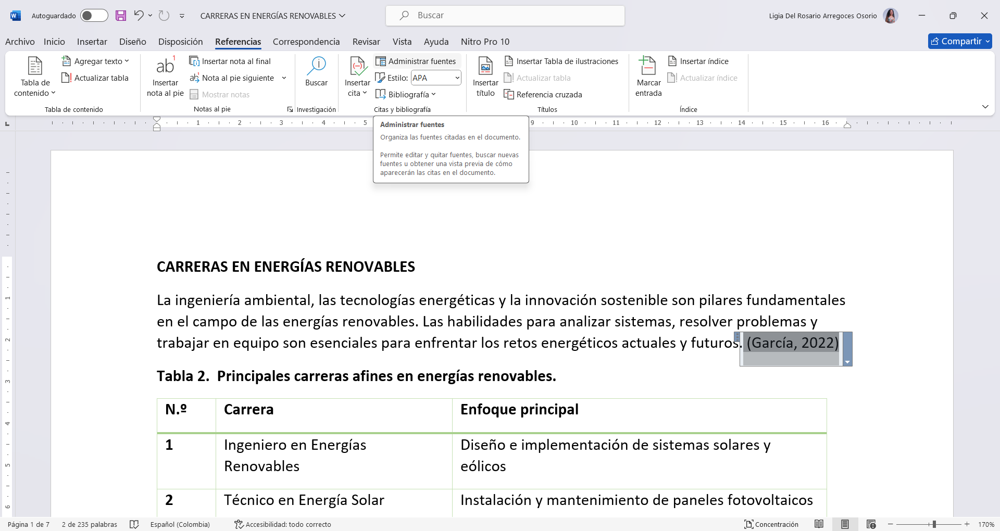 Autoguardado
CARRERAS EN ENERGÍAS RENOVABLES
Buscar
Ligia Del Rosario Arregoces Osorio
Archivo Inicio Insertar Diseño Disposición Referencias Correspondencia Revisar Vista Ayuda Nitro Pro 10
Compartir
Tabla de
contenido
Agregar texto
Actualizar tabla
Tabla de contenido
ab1
Insertar
nota al pie
Insertar nota al final
Nota al pie siguiente
Mostrar notas
Notas al pie
Buscar
Investigación
Insertar
cita
Administrar fuentes
Estilo: APA
Bibliografía
Citas y bibliografía
Insertar
título
Insertar Tabla de ilustraciones
Actualizar tabla
Referencia cruzada
Títulos
Marcar
entrada
Insertar índice
Actualizar índice
Índice
1 2 3 4 5 9 10 11 12 13 14 15 16
Administrar fuentes
Organiza las fuentes citadas en el documento.
Permite editar y quitar fuentes, buscar nuevas
fuentes u obtener una vista previa de cómo
aparecerán las citas en el documento.
1
2
3
4
5
6
CARRERAS EN ENERGÍAS RENOVABLES
La ingeniería ambiental, las tecnologías energéticas y la innovación sostenible son pilares fundamentales
en el campo de las energías renovables. Las habilidades para analizar sistemas, resolver problemas y
trabajar en equipo son esenciales para enfrentar los retos energéticos actuales y futuros. (García, 2022)
Tabla 2. Principales carreras afines en energías renovables.
N.º Carrera Enfoque principal
1 Ingeniero en Energías Diseño e implementación de sistemas solares y
Renovables eólicos
2 Técnico en Energía Solar Instalación y mantenimiento de paneles fotovoltaicos
Página 1 de 7 2 de 235 palabras Español (Colombia) Accesibilidad: todo correcto Concentración 170%